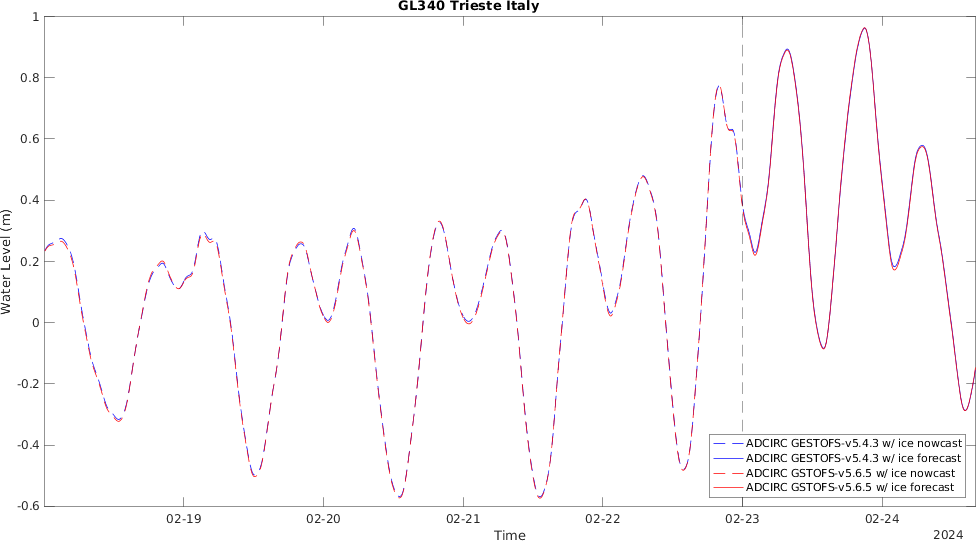 GL340 Trieste Italy
1
0.8
0.6
0.4
0.2
0
-0.2
-0.4
-0.6
Water Level (m)
ADCIRC GESTOFS-v5.4.3 w/ ice nowcast
ADCIRC GESTOFS-v5.4.3 w/ ice forecast
ADCIRC GSTOFS-v5.6.5 w/ ice nowcast
ADCIRC GSTOFS-v5.6.5 w/ ice forecast
02-19 02-20 02-21 02-22 02-23 02-24
Time
2024